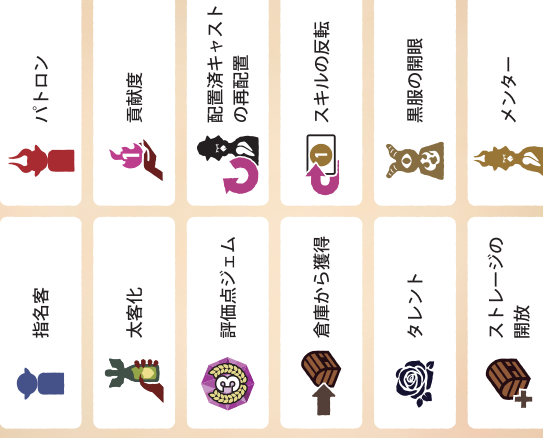 パトロン
貢献度
1
配置済キャスト
の再配置
スキルの反転
1
黒服の開眼
メンター
指名客
太客化
評価点ジェム
3
倉庫から獲得
タレント
ストレージの
開放